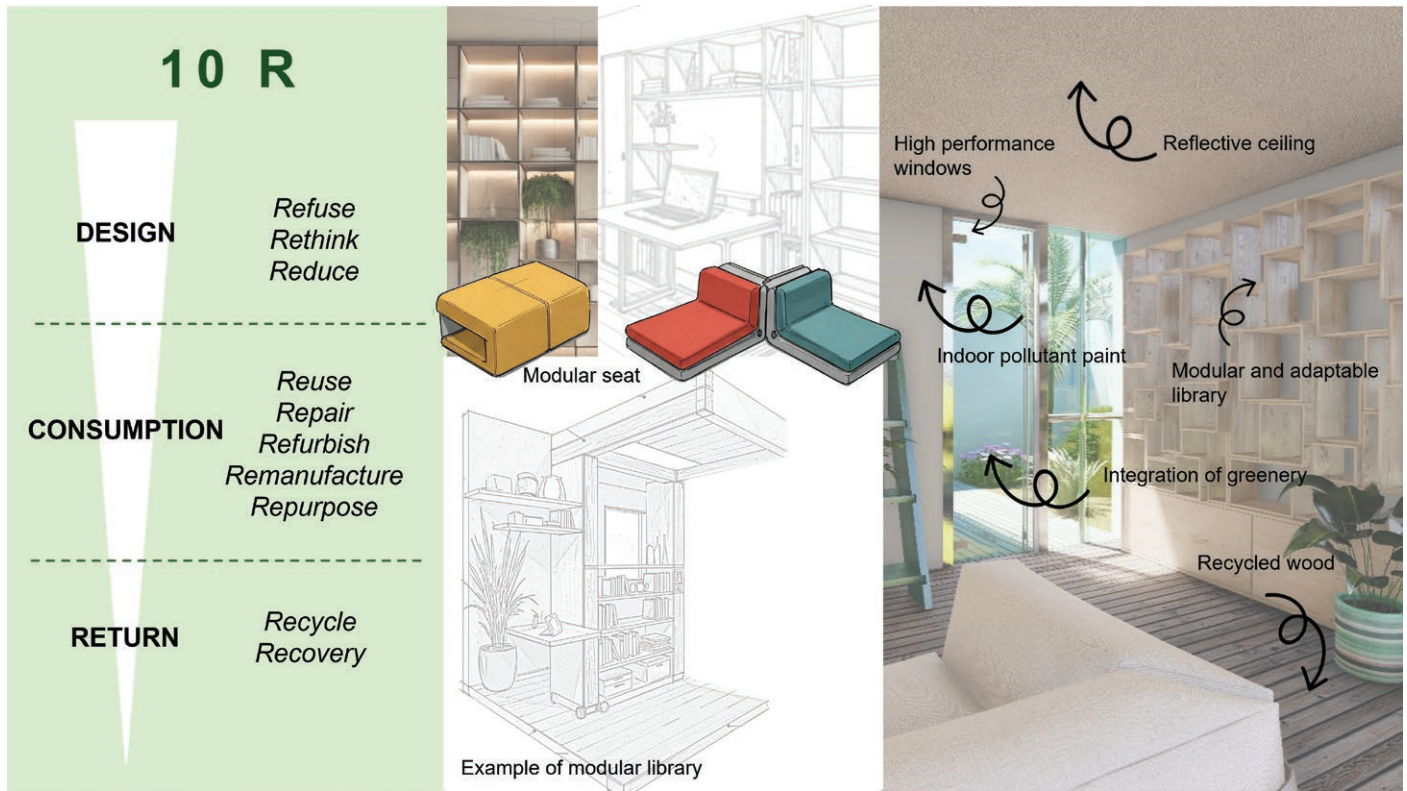 10 R
DESIGN
Refuse
Rethink
Reduce
CONSUMPTION
Reuse
Repair
Refurbish
Remanufacture
Repurpose
RETURN
Recycle
Recovery
Modular seat
Example of modular library
High performance
windows
Reflective ceiling
Indoor pollutant paint
Modular and adaptable
library
Integration of greenery
Recycled wood